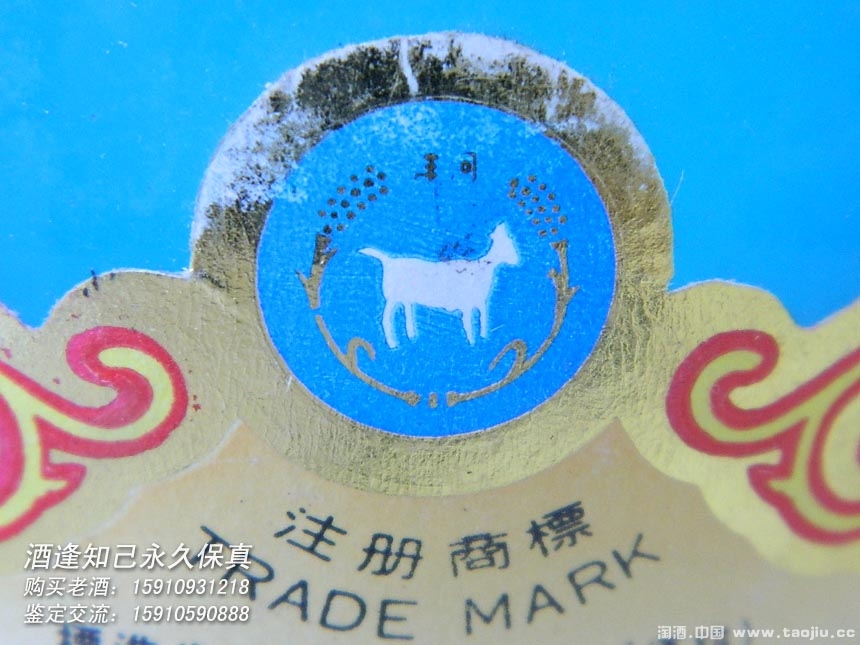 注册商標
TRADE MARK
酒逢知己永久保真
购买老酒：15910931218
鉴定交流：15910590888
淘酒.中国 www.taojiu.cc